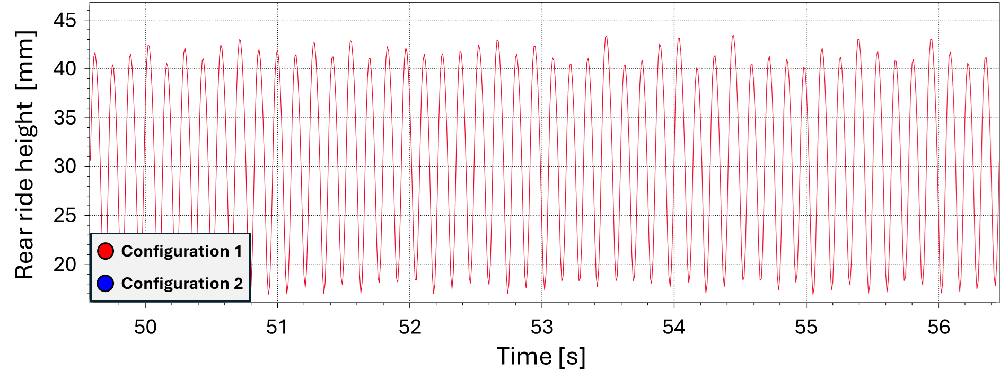 Rear ride height [mm]
45
40
35
30
25
20
Configuration 1
Configuration 2
50 51 52 53 54 55 56
Time [s]